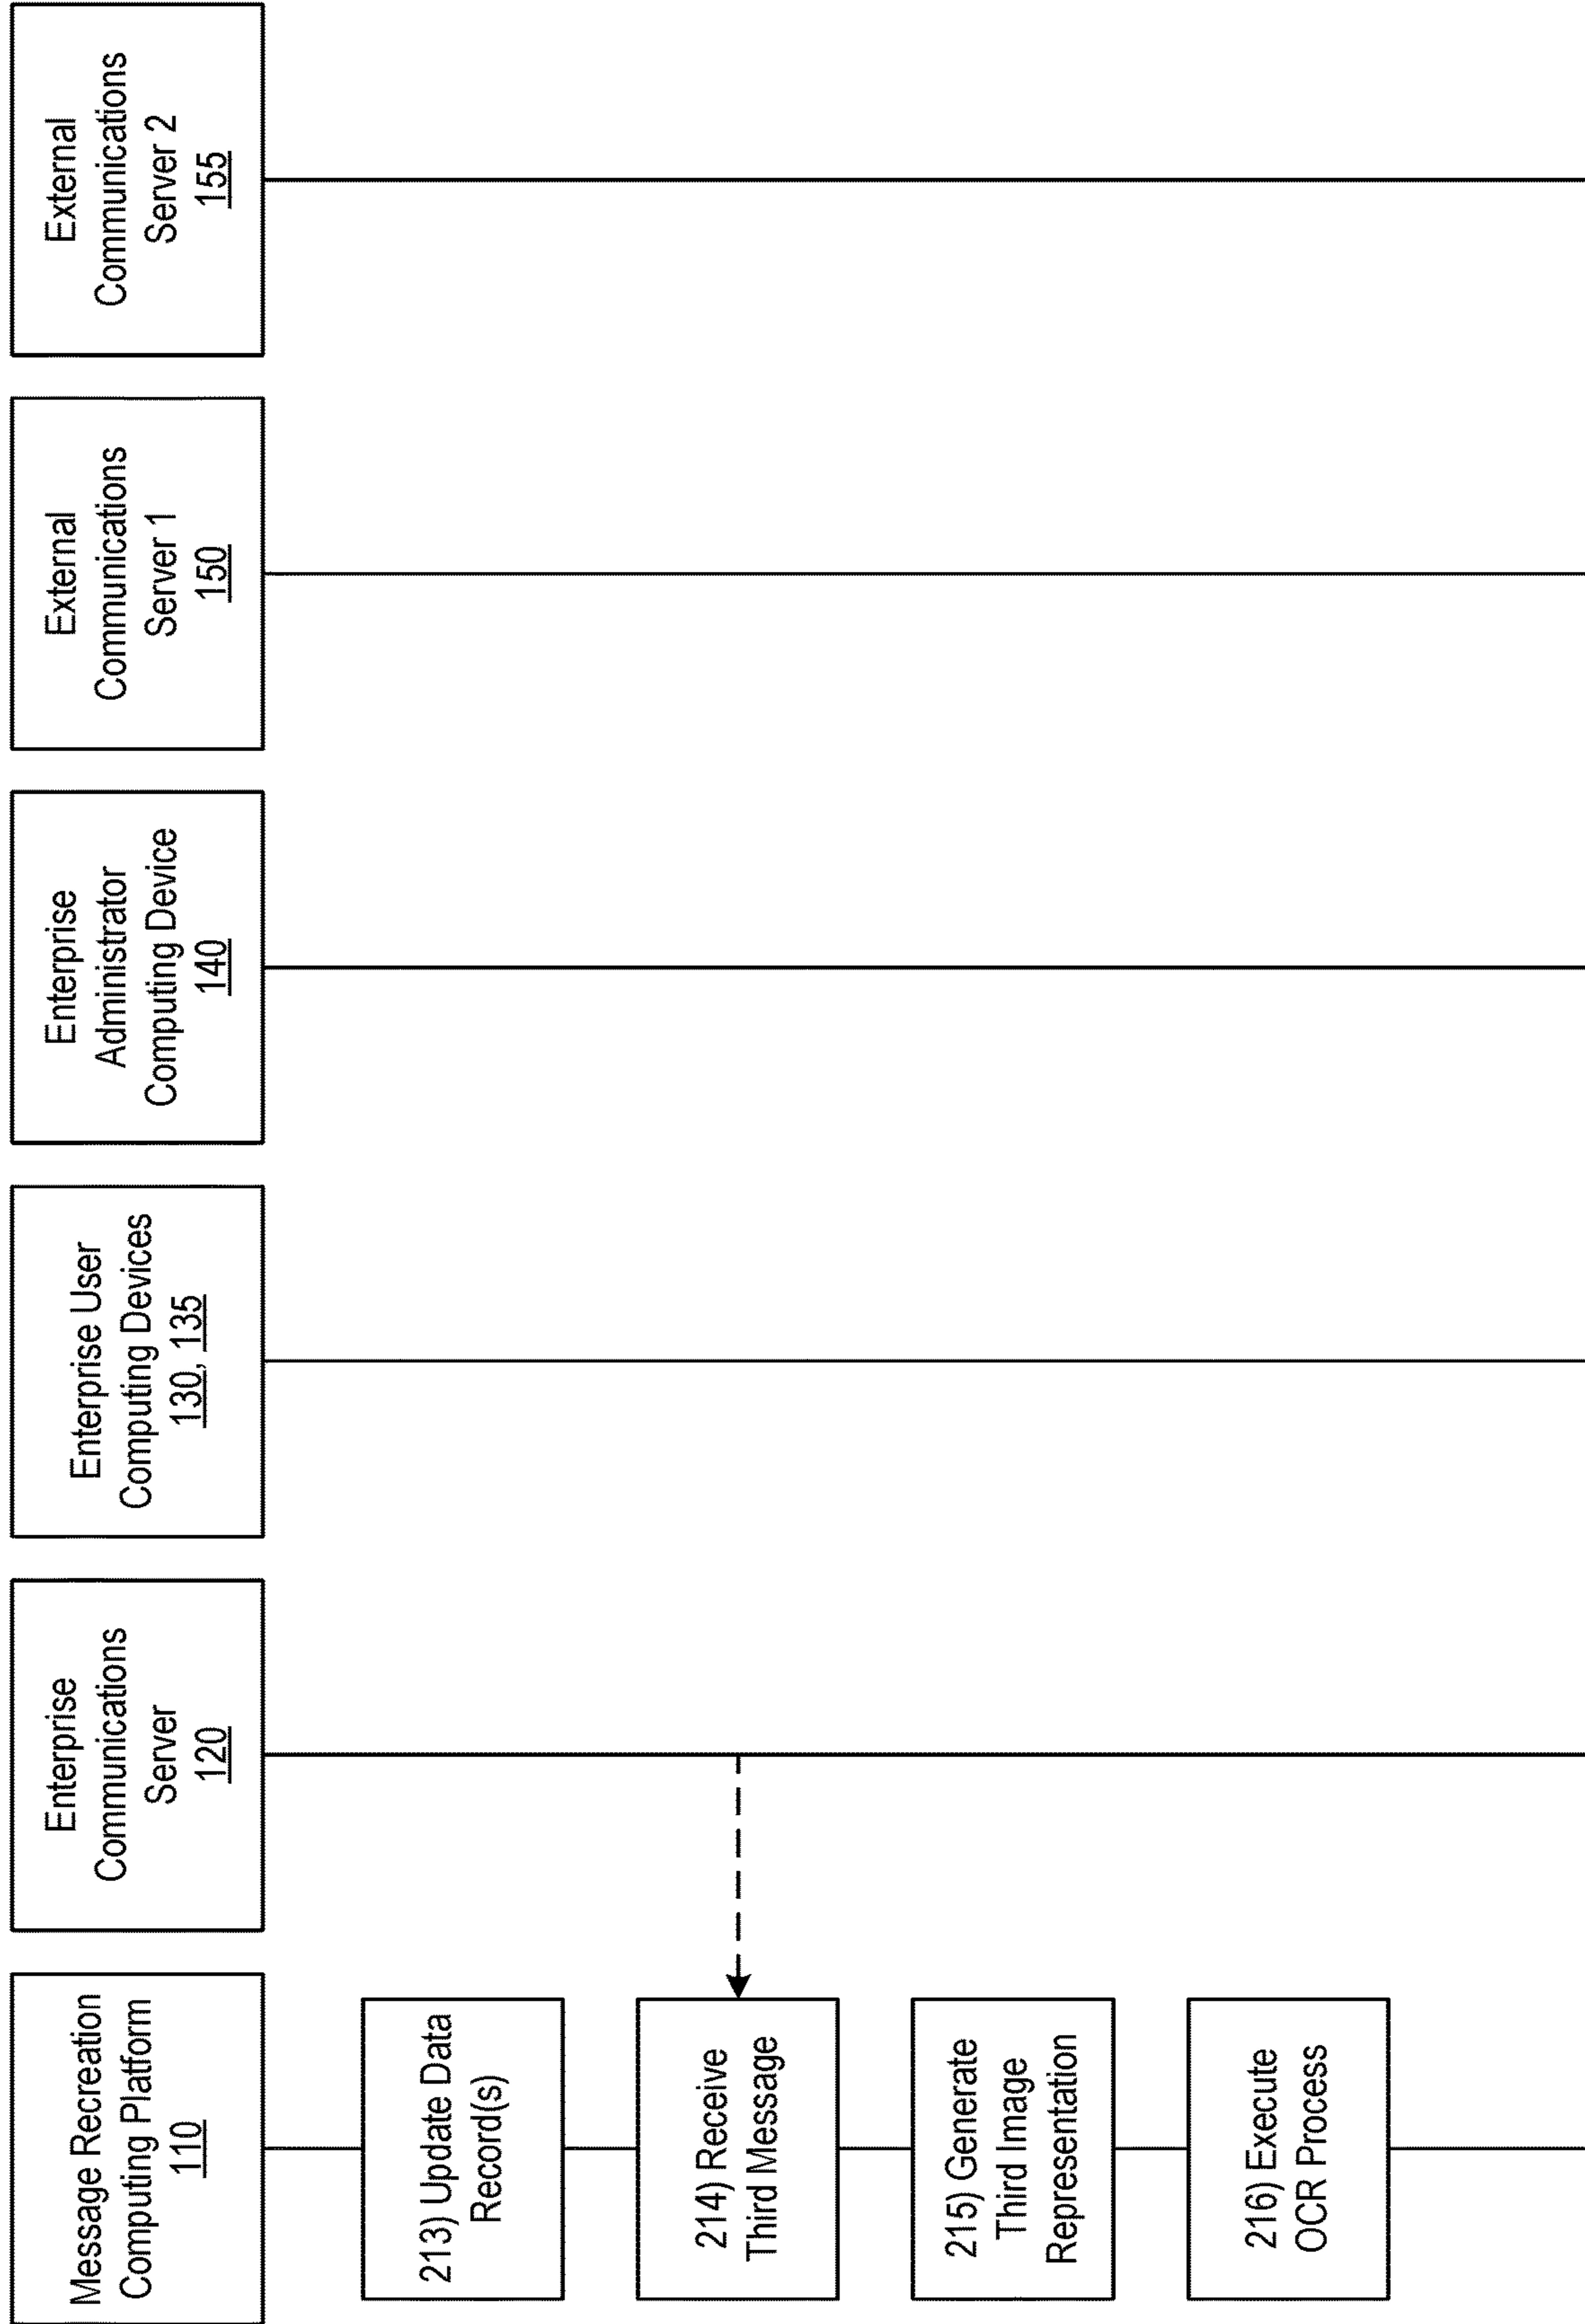 Message Recreation
Computing Platform
110
Enterprise
Communications
Server
120
Enterprise User
Computing Devices
130, 135
Enterprise
Administrator
Computing Device
140
External
Communications
Server 1
150
External
Communications
Server 2
155
213) Update Data
Record(s)
214) Receive
Third Message
215) Generate
Third Image
Representation
216) Execute
OCR Process